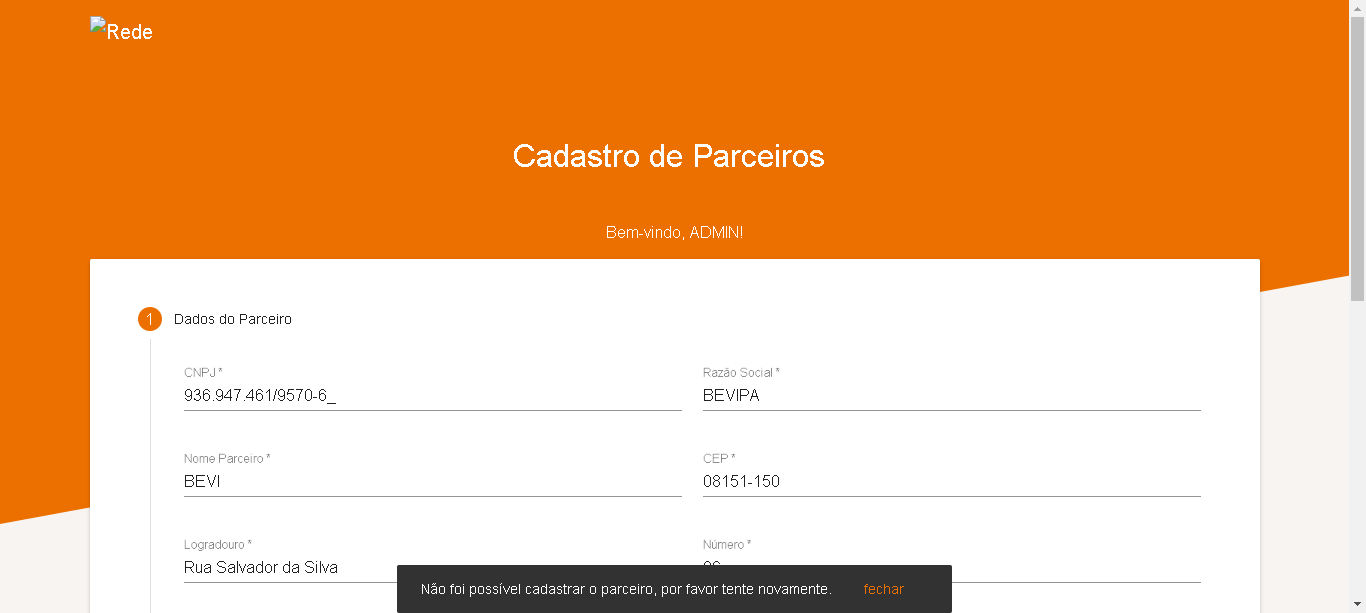 Rede
Cadastro de Parceiros
Bem-vindo, ADMIN!
1 Dados do Parceiro
CNPJ * Razão Social *
936.947.461/9570-6_ BEVIPA
Nome Parceiro * CEP *
BEVI 08151-150
Logradouro * Número *
Rua Salvador da Silva
Não foi possível cadastrar o parceiro, por favor tente novamente. fechar